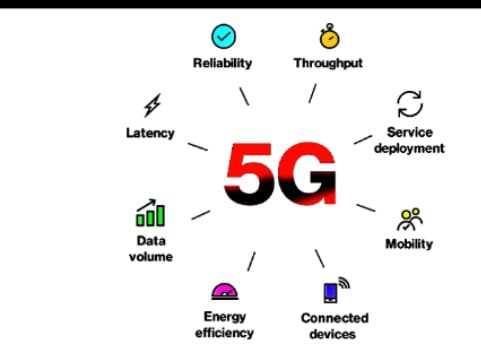 Reliability
Throughput
Latency
Service
deployment
5G
Data
volume
Mobility
Energy
efficiency
Connected
devices